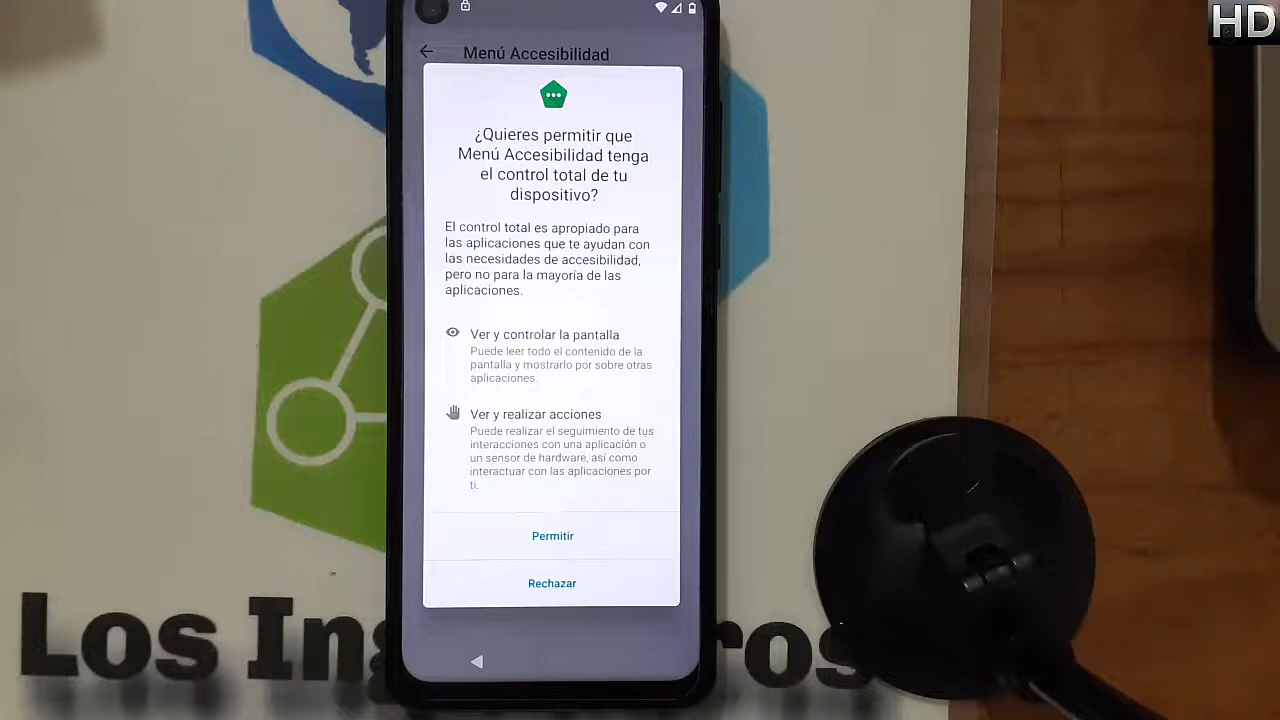 HD
Menú Accesibilidad
¿Quieres permitir que
Menú Accesibilidad tenga
el control total de tu
dispositivo?
El control total es apropiado para
las aplicaciones que te ayudan con
las necesidades de accesibilidad,
pero no para la mayoría de las
aplicaciones.
Ver y controlar la pantalla
Puede leer todo el contenido de la
pantalla y mostrarlo por sobre otras
aplicaciones.
Ver y realizar acciones
Puede realizar el seguimiento de tus
interacciones con una aplicación o
un sensor de hardware, así como
interactuar con las aplicaciones por
ti.
Permitir
Rechazar
Los